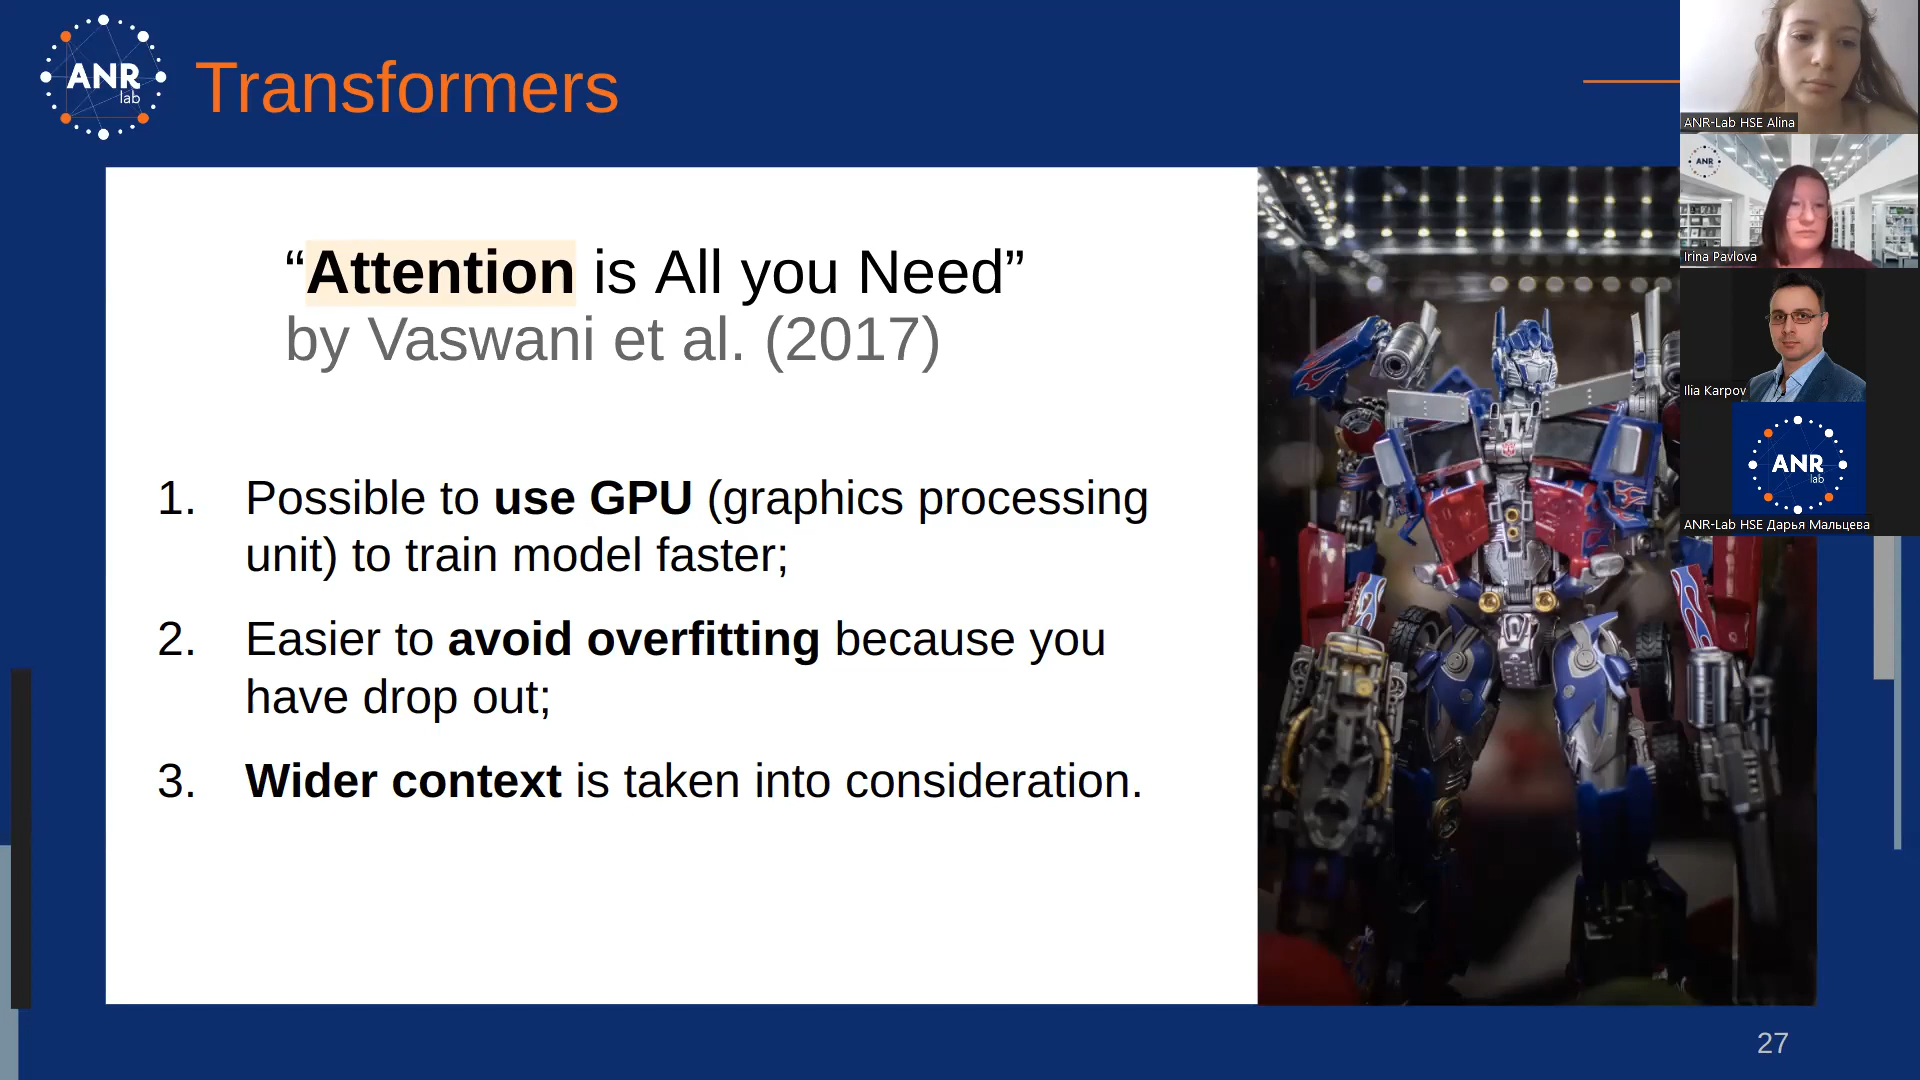 ANR
lab
Transformers
“Attention is All you Need”
by Vaswani et al. (2017)
1. Possible to use GPU (graphics processing
unit) to train model faster;
2. Easier to avoid overfitting because you
have drop out;
3. Wider context is taken into consideration.
27
ANR-Lab HSE Alina
ANR
Irina Pavlova
Ilia Karpov
ANR
lab
ANR-Lab HSE Дарья Мальцева